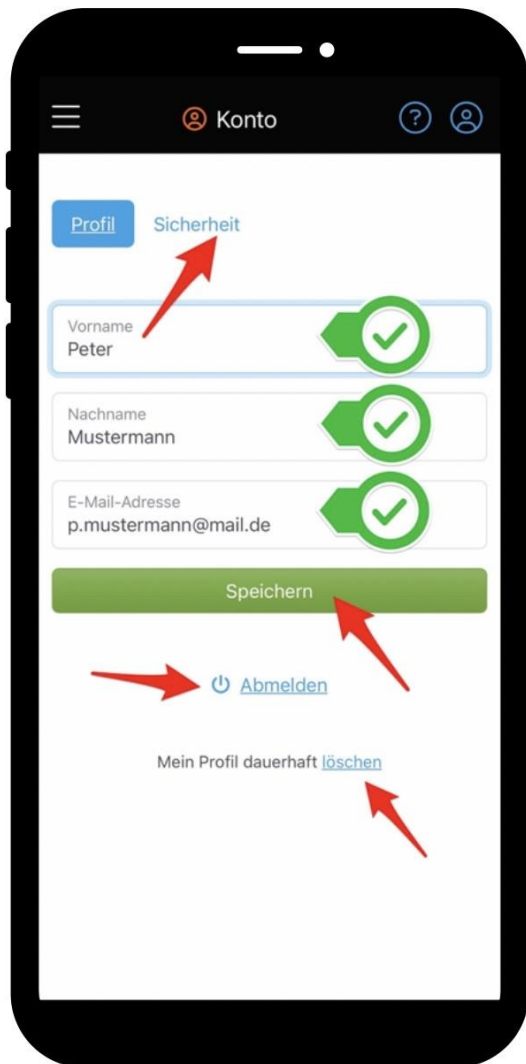 Konto
Profil Sicherheit
Vorname
Peter
Nachname
Mustermann
E-Mail-Adresse
p.mustermann@mail.de
Speichern
Abmelden
Mein Profil dauerhaft löschen